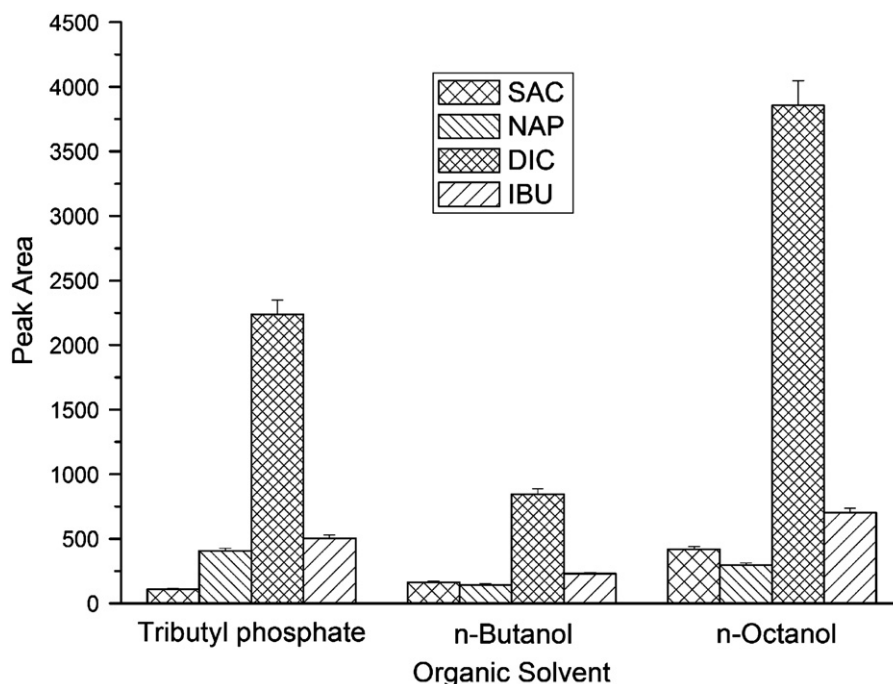 4500
4000
3500
3000
2500
2000
1500
1000
500
0
Peak Area
SAC
NAP
DIC
IBU
Tributyl phosphate n-Butanol n-Octanol
Organic Solvent